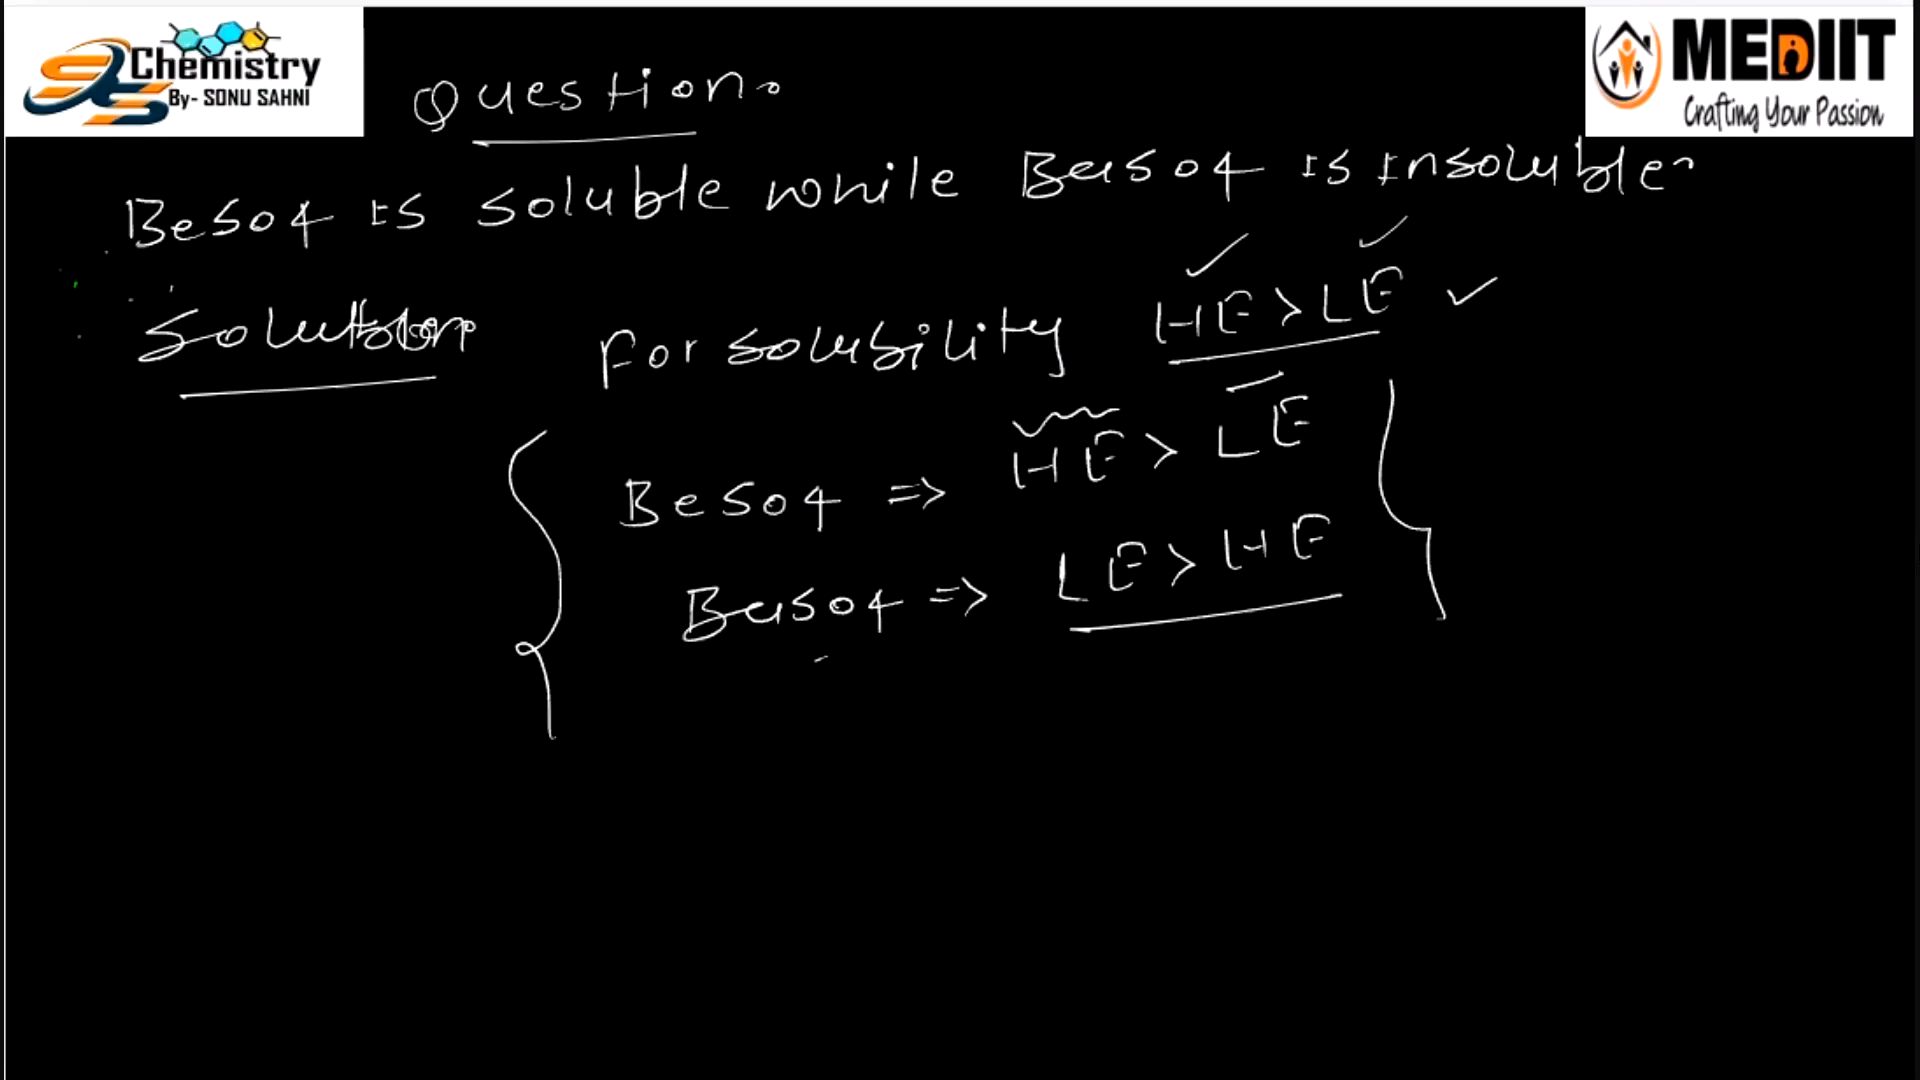 Chemistry
By- SONU SAHNI
MEDIIT
Crafting Your Passion
Question.
BeSO4 is soluble while BaSO4 is insoluble.
Solution For solubility HE > LE
BeSO4 => HE > LE
BaSO4 => LE > HE